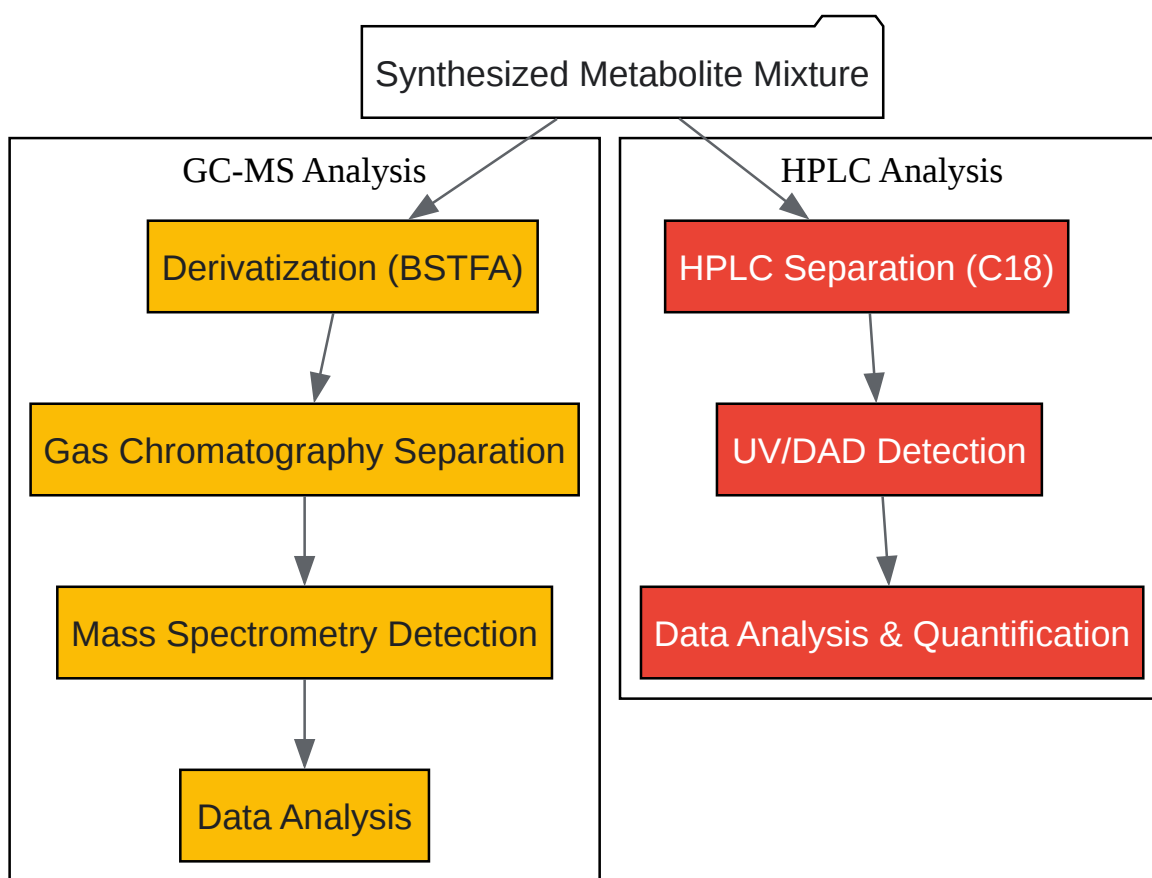 Synthesized Metabolite Mixture
GC-MS Analysis
Derivatization (BSTFA)
Gas Chromatography Separation
Mass Spectrometry Detection
Data Analysis
HPLC Analysis
HPLC Separation (C18)
UV/DAD Detection
Data Analysis & Quantification